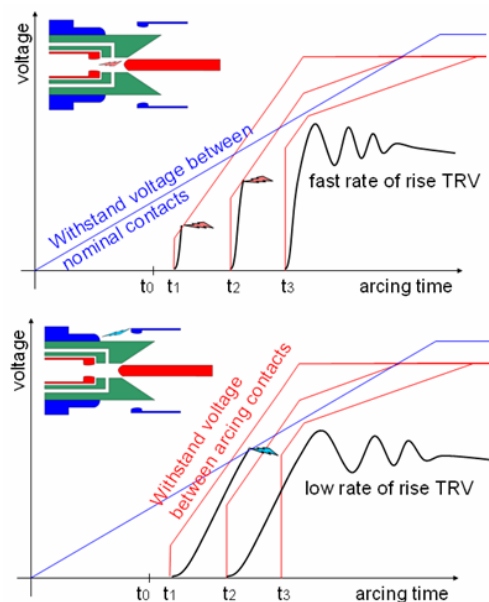 voltage
Withstand voltage between
nominal contacts
fast rate of rise TRV
t0 t1 t2 t3 arcing time
voltage
Withstand voltage
between arcing contacts
low rate of rise TRV
t0 t1 t2 t3 arcing time